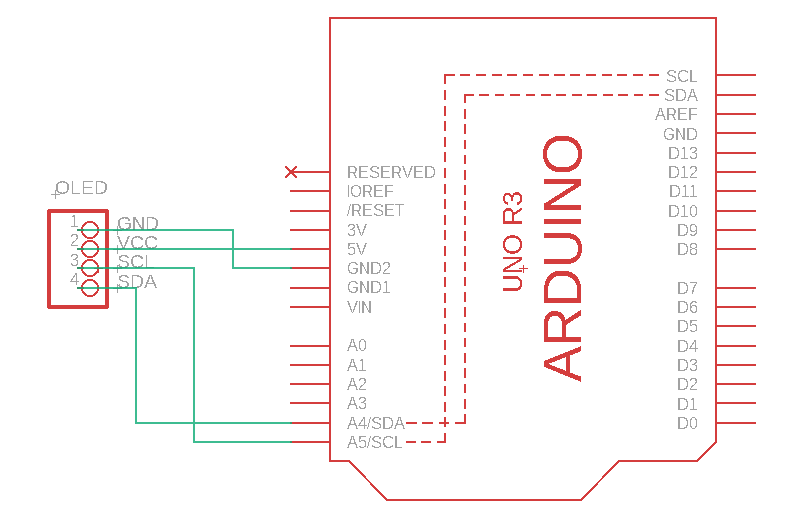 OLED
1 GND
2 VCC
3 SCL
4 SDA
RESERVED
IOREF
/RESET
3V
5V
GND2
GND1
VIN
A0
A1
A2
A3
A4/SDA
A5/SCL
UNO R3
ARDUINO
SCL
SDA
AREF
GND
D13
D12
D11
D10
D9
D8
D7
D6
D5
D4
D3
D2
D1
D0